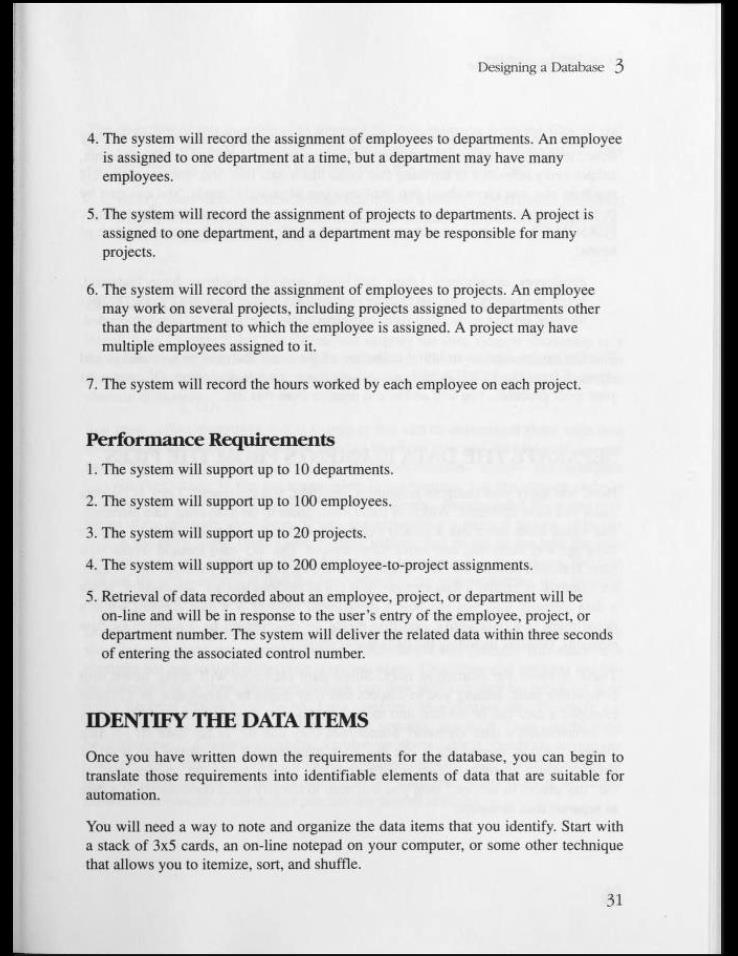 Designing a Database 3
4. The system will record the assignment of employees to departments. An employee
is assigned to one department at a time, but a department may have many
employees.
5. The system will record the assignment of projects to departments. A project is
assigned to one department, and a department may be responsible for many
projects.
6. The system will record the assignment of employees to projects. An employee
may work on several projects, including projects assigned to departments other
than the department to which the employee is assigned. A project may have
multiple employees assigned to it.
7. The system will record the hours worked by each employee on each project.
Performance Requirements
1. The system will support up to 10 departments.
2. The system will support up to 100 employees.
3. The system will support up to 20 projects.
4. The system will support up to 200 employee-to-project assignments.
5. Retrieval of data recorded about an employee, project, or department will be
on-line and will be in response to the user's entry of the employee, project, or
department number. The system will deliver the related data within three seconds
of entering the associated control number.
IDENTIFY THE DATA ITEMS
Once you have written down the requirements for the database, you can begin to
translate those requirements into identifiable elements of data that are suitable for
automation.
You will need a way to note and organize the data items that you identify. Start with
a stack of 3x5 cards, an on-line notepad on your computer, or some other technique
that allows you to itemize, sort, and shuffle.
31